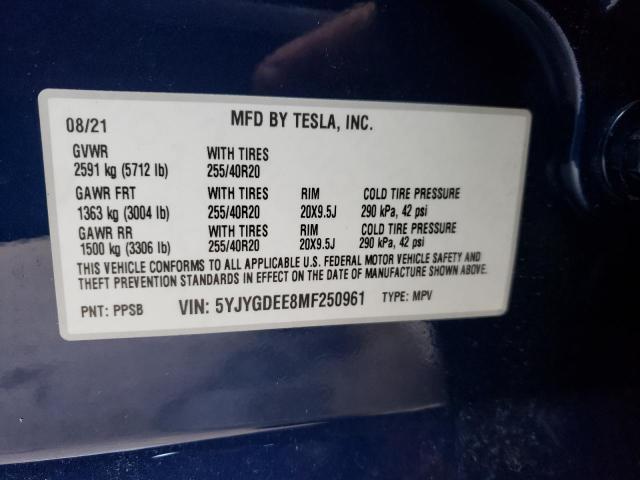 08/21 MFD BY TESLA, INC.
GVWR WITH TIRES
2591 kg (5712 lb) 255/40R20
GAWR FRT WITH TIRES RIM COLD TIRE PRESSURE
1363 kg (3004 lb) 255/40R20 20X9.5J 290 kPa, 42 psi
GAWR RR WITH TIRES RIM COLD TIRE PRESSURE
1500 kg (3306 lb) 255/40R20 20X9.5J 290 kPa, 42 psi
THIS VEHICLE CONFORMS TO ALL APPLICABLE U.S. FEDERAL MOTOR VEHICLE SAFETY AND
THEFT PREVENTION STANDARDS IN EFFECT ON THE DATE OF MANUFACTURE SHOWN ABOVE.
PNT: PPSB VIN: 5YJYGDEE8MF250961 TYPE: MPV